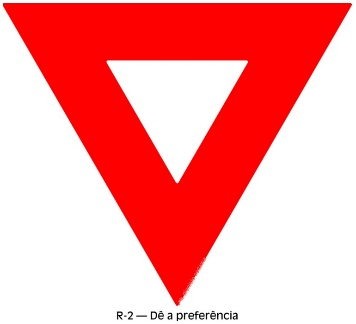 R-2 — Dê a preferência